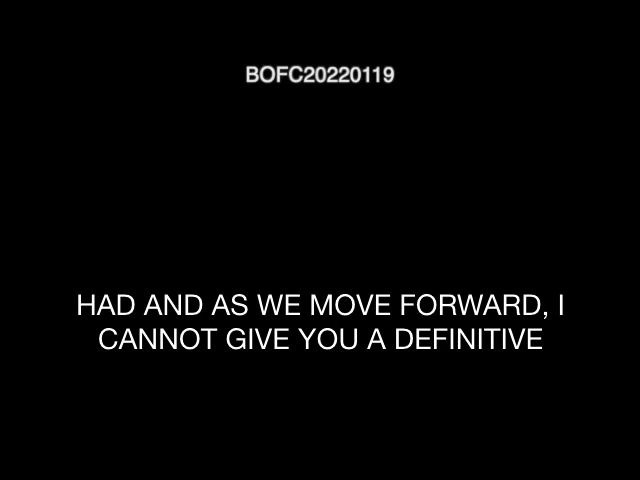 BOFC20220119
HAD AND AS WE MOVE FORWARD, I
CANNOT GIVE YOU A DEFINITIVE